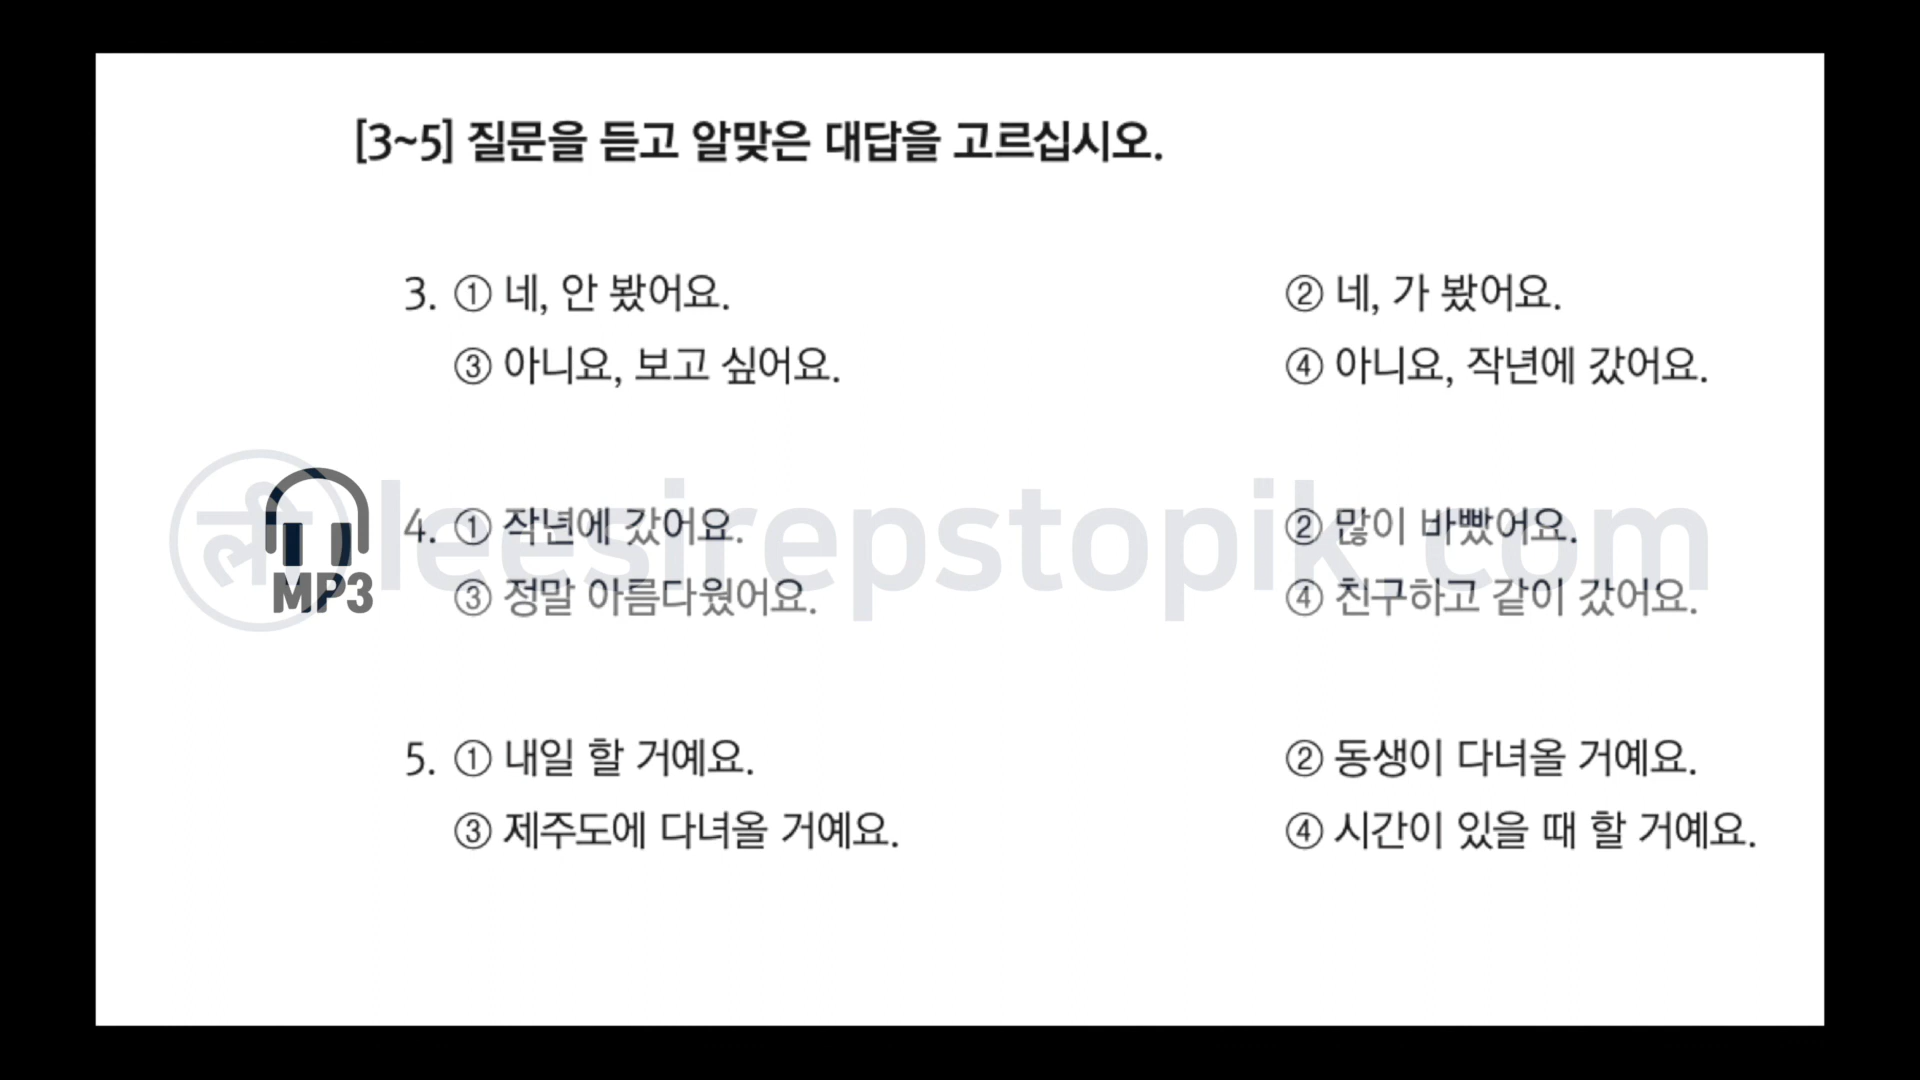 [3~5] 질문을 듣고 알맞은 대답을 고르십시오.
3. ① 네, 안 봤어요. ② 네, 가 봤어요.
③ 아니요, 보고 싶어요. ④ 아니요, 작년에 갔어요.
4. ① 작년에 갔어요. ② 많이 바빴어요.
③ 정말 아름다웠어요. ④ 친구하고 같이 갔어요.
MP3
ली leesirepstopik.com
5. ① 내일 할 거예요. ② 동생이 다녀올 거예요.
③ 제주도에 다녀올 거예요. ④ 시간이 있을 때 할 거예요.